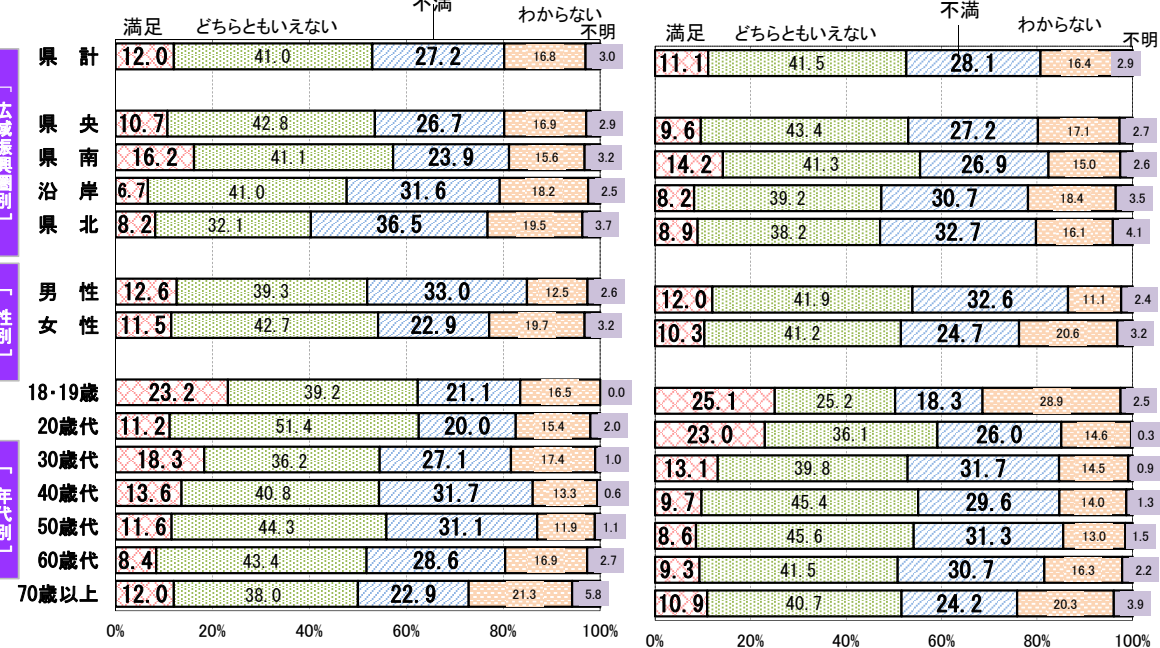 不満
満足 どちらともいえない わからない 不明
県 計 12.0 41.0 27.2 16.8 3.0
県 央 10.7 42.8 26.7 16.9 2.9
県 南 16.2 41.1 23.9 15.6 3.2
沿 岸 6.7 41.0 31.6 18.2 2.5
県 北 8.2 32.1 36.5 19.5 3.7
男 性 12.6 39.3 33.0 12.5 2.6
女 性 11.5 42.7 22.9 19.7 3.2
18・19歳 23.2 39.2 21.1 16.5 0.0
20歳代 11.2 51.4 20.0 15.4 2.0
30歳代 18.3 36.2 27.1 17.4 1.0
40歳代 13.6 40.8 31.7 13.3 0.6
50歳代 11.6 44.3 31.1 11.9 1.1
60歳代 8.4 43.4 28.6 16.9 2.7
70歳以上 12.0 38.0 22.9 21.3 5.8
0% 20% 40% 60% 80% 100%
「広域振興圏別」
「性別」
「年代別」
不満
満足 どちらともいえない わからない 不明
11.1 41.5 28.1 16.4 2.9
9.6 43.4 27.2 17.1 2.7
14.2 41.3 26.9 15.0 2.6
8.2 39.2 30.7 18.4 3.5
8.9 38.2 32.7 16.1 4.1
12.0 41.9 32.6 11.1 2.4
10.3 41.2 24.7 20.6 3.2
25.1 25.2 18.3 28.9 2.5
23.0 36.1 26.0 14.6 0.3
13.1 39.8 31.7 14.5 0.9
9.7 45.4 29.6 14.0 1.3
8.6 45.6 31.3 13.0 1.5
9.3 41.5 30.7 16.3 2.2
10.9 40.7 24.2 20.3 3.9
0% 20% 40% 60% 80% 100%